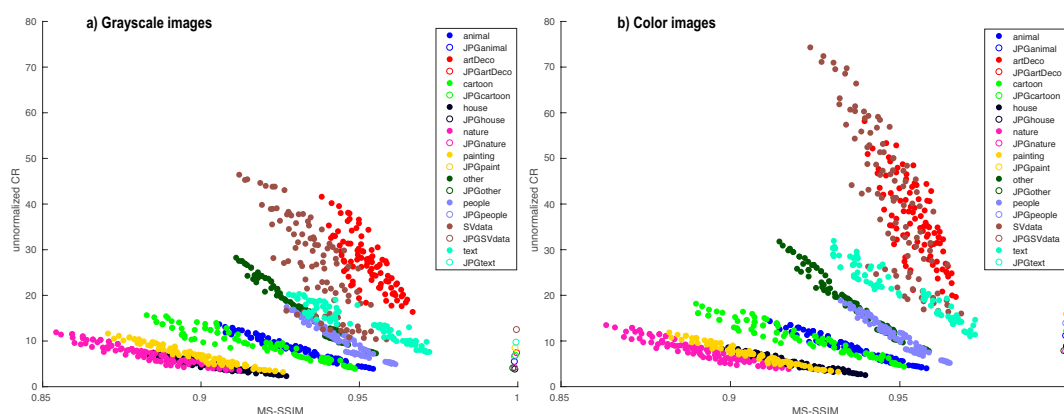 a) Grayscale images
80
70
60
50
40
30
20
10
0
unnormalized CR
0.85
0.9
0.95
1
MS-SSIM
animal
JPGanimal
artDeco
JPGartDeco
cartoon
JPGcartoon
house
JPGhouse
nature
JPGnature
painting
JPGpaint
other
JPGother
people
JPGpeople
SVdata
JPGSVdata
text
JPGtext
b) Color images
80
70
60
50
40
30
20
10
0
unnormalized CR
0.85
0.9
0.95
MS-SSIM
animal
JPGanimal
artDeco
JPGartDeco
cartoon
JPGcartoon
house
JPGhouse
nature
JPGnature
painting
JPGpaint
other
JPGother
people
JPGpeople
SVdata
JPGSVdata
text
JPGtext